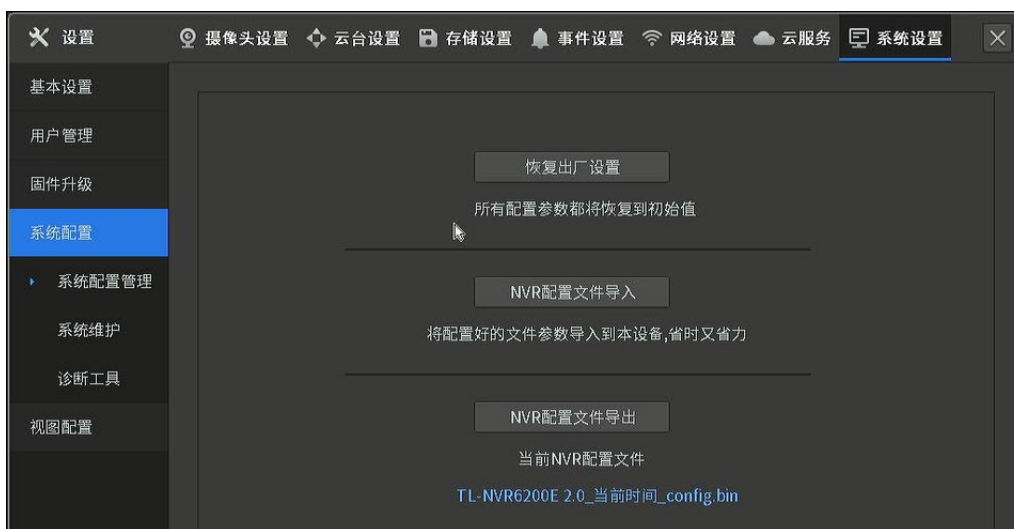 设置
摄像头设置 云台设置 存储设置 事件设置 网络设置 云服务 系统设置
基本设置
用户管理
固件升级
系统配置
系统配置管理
系统维护
诊断工具
视图配置
恢复出厂设置
所有配置参数都将恢复到初始值
NVR配置文件导入
将配置好的文件参数导入到本设备,省时又省力
NVR配置文件导出
当前NVR配置文件
TL-NVR6200E 2.0_当前时间_config.bin